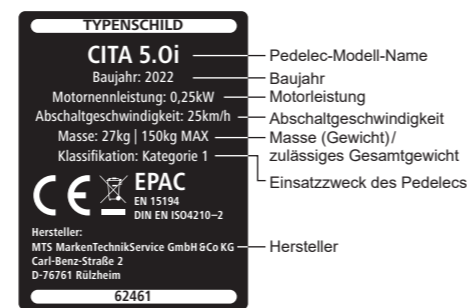 TYPENSCHILD
CITA 5.0i
Baujahr: 2022
Motornennleistung: 0,25kW
Abschaltgeschwindigkeit: 25km/h
Masse: 27kg | 150kg MAX
Klassifikation: Kategorie 1
CE
EPAC
EN 15194
DIN EN ISO4210–2
Hersteller:
MTS MarkenTechnikService GmbH & Co KG
Carl-Benz-Straße 2
D-76761 Rülzheim
62461
Pedelec-Modell-Name
Baujahr
Motorleistung
Abschaltgeschwindigkeit
Masse (Gewicht)/
zulässiges Gesamtgewicht
Einsatzzweck des Pedelecs
Hersteller